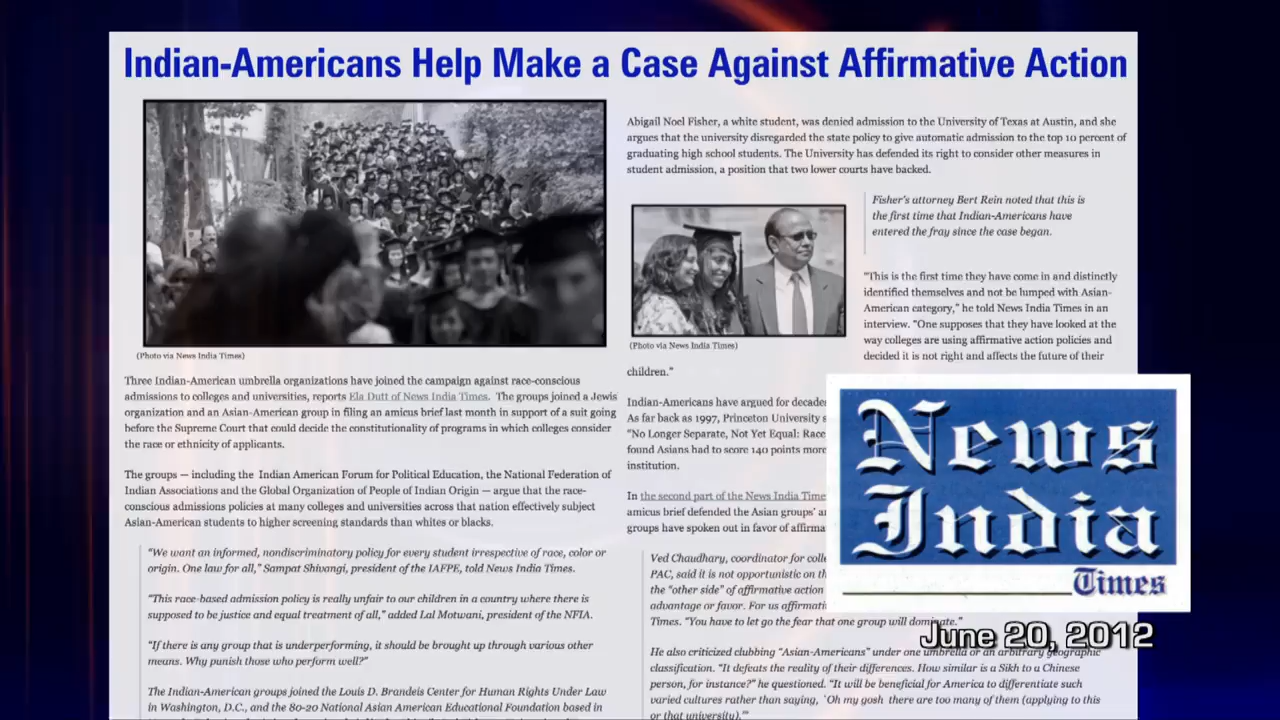 Indian-Americans Help Make a Case Against Affirmative Action
(Photo via News India Times)
Three Indian-American umbrella organizations have joined the campaign against race-conscious
admissions to colleges and universities, reports Ela Dutt of News India Times. The groups joined a Jewis
organization and an Asian-American group in filing an amicus brief last month in support of a suit going
before the Supreme Court that could decide the constitutionality of programs in which colleges consider
the race or ethnicity of applicants.
The groups — including the Indian American Forum for Political Education, the National Federation of
Indian Associations and the Global Organization of People of Indian Origin — argue that the race-
conscious admissions policies at many colleges and universities across that nation effectively subject
Asian-American students to higher screening standards than whites or blacks.
"We want an informed, nondiscriminatory policy for every student irrespective of race, color or
origin. One law for all," Sampat Shivangi, president of the IAFPE, told News India Times.
"This race-based admission policy is really unfair to our children in a country where there is
supposed to be justice and equal treatment of all," added Lal Motwani, president of the NFIA.
"If there is any group that is underperforming, it should be brought up through various other
means. Why punish those who perform well?"
The Indian-American groups joined the Louis D. Brandeis Center for Human Rights Under Law
in Washington, D.C., and the 80-20 National Asian American Educational Foundation based in
Abigail Noel Fisher, a white student, was denied admission to the University of Texas at Austin, and she
argues that the university disregarded the state policy to give automatic admission to the top 10 percent of
graduating high school students. The University has defended its right to consider other measures in
student admission, a position that two lower courts have backed.
Fisher's attorney Bert Rein noted that this is
the first time that Indian-Americans have
entered the fray since the case began.
(Photo via News India Times)
"This is the first time they have come in and distinctly
identified themselves and not be lumped with Asian-
American category," he told News India Times in an
interview. "One supposes that they have looked at the
way colleges are using affirmative action policies and
decided it is not right and affects the future of their
children."
Indian-Americans have argued for decade
As far back as 1997, Princeton University
"No Longer Separate, Not Yet Equal: Race
found Asians had to score 140 points more
institution.
In the second part of the News India Time
amicus brief defended the Asian groups'
groups have spoken out in favor of affirma
Ved Chaudhary, coordinator for coll
PAC, said it is not opportunistic on th
the "other side" of affirmative action
advantage or favor. For us affirmati
Times. "You have to let go the fear that one group will dominate."
He also criticized clubbing "Asian-Americans" under one umbrella or an arbitrary geographic
classification. "It defeats the reality of their differences. How similar is a Sikh to a Chinese
person, for instance?" he questioned. "It will be beneficial for America to differentiate such
varied cultures rather than saying, `Oh my gosh there are too many of them (applying to this
or that university).'"
News
India
Times
June 20, 2012